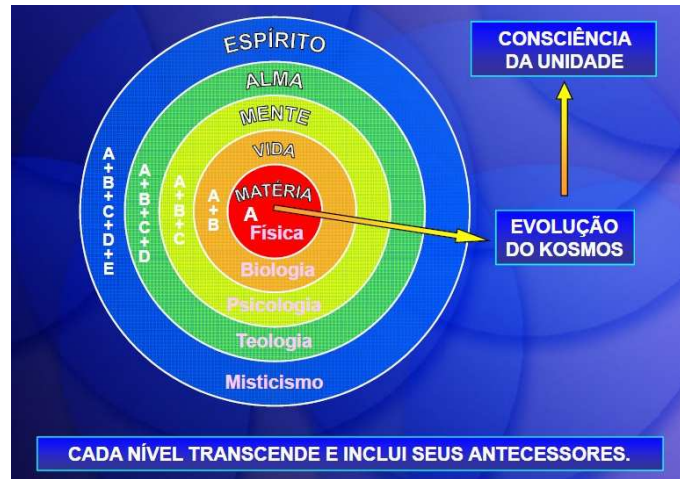 ESPÍRITO
ALMA
MENTE
VIDA
MATÉRIA
A
Física
Biologia
Psicologia
Teologia
Misticismo
A+B+C+D+E
A+B+C+D
A+B+C
A+B
CONSCIÊNCIA
DA UNIDADE
EVOLUÇÃO
DO KOSMOS
CADA NÍVEL TRANSCENDE E INCLUI SEUS ANTECESSORES.